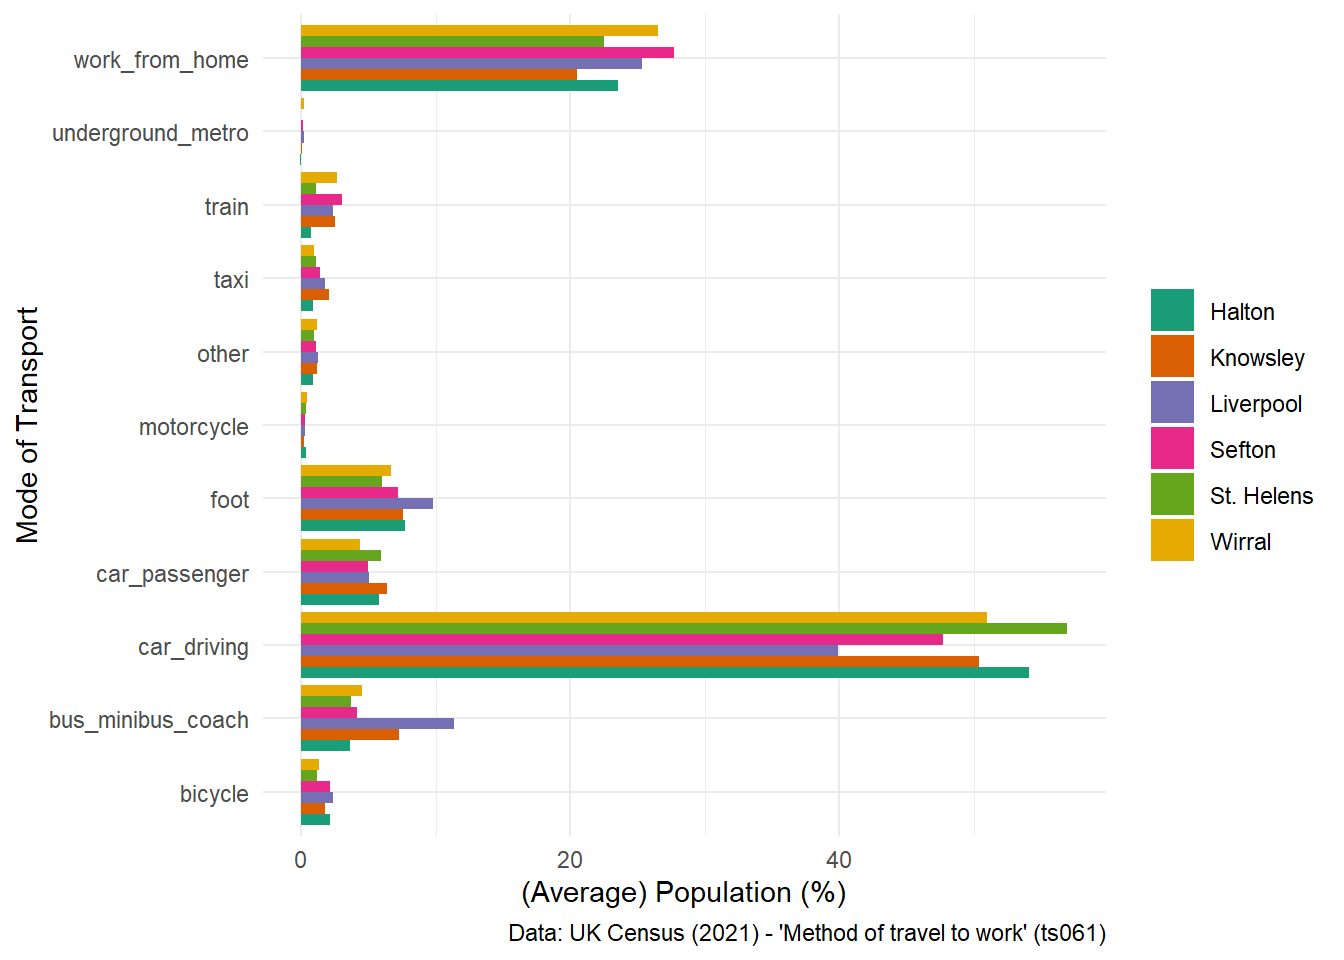 work_from_home
underground_metro
train
taxi
other
motorcycle
foot
car_passenger
car_driving
bus_minibus_coach
bicycle
Mode of Transport
0 20 40
(Average) Population (%)
Data: UK Census (2021) - 'Method of travel to work' (ts061)
Halton
Knowsley
Liverpool
Sefton
St. Helens
Wirral